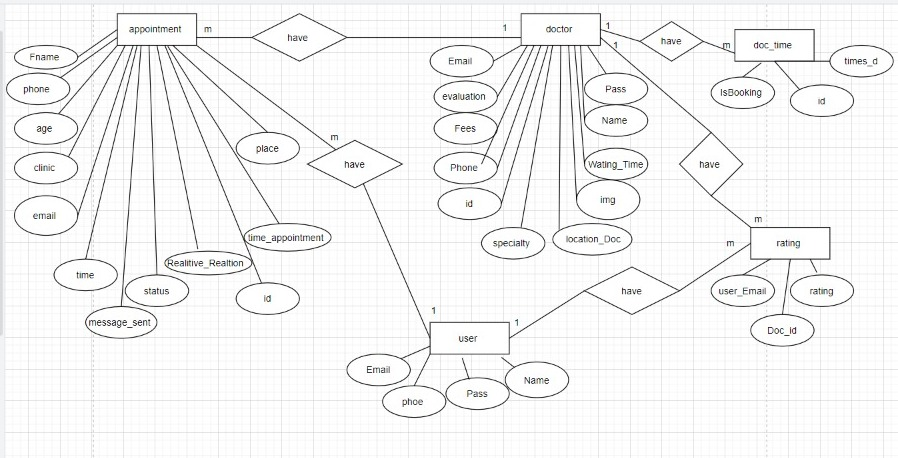 appointment
m
have
1
doctor
1
1
have
m
doc_time
Fname
phone
age
clinic
email
time
message_sent
status
Realitive_Realtion
id
time_appointment
place
m
have
1
Email
evaluation
Fees
Phone
id
specialty
location_Doc
img
Wating_Time
Name
Pass
IsBooking
id
times_d
have
m
m
rating
user_Email
Doc_id
rating
have
1
user
Email
phoe
Pass
Name